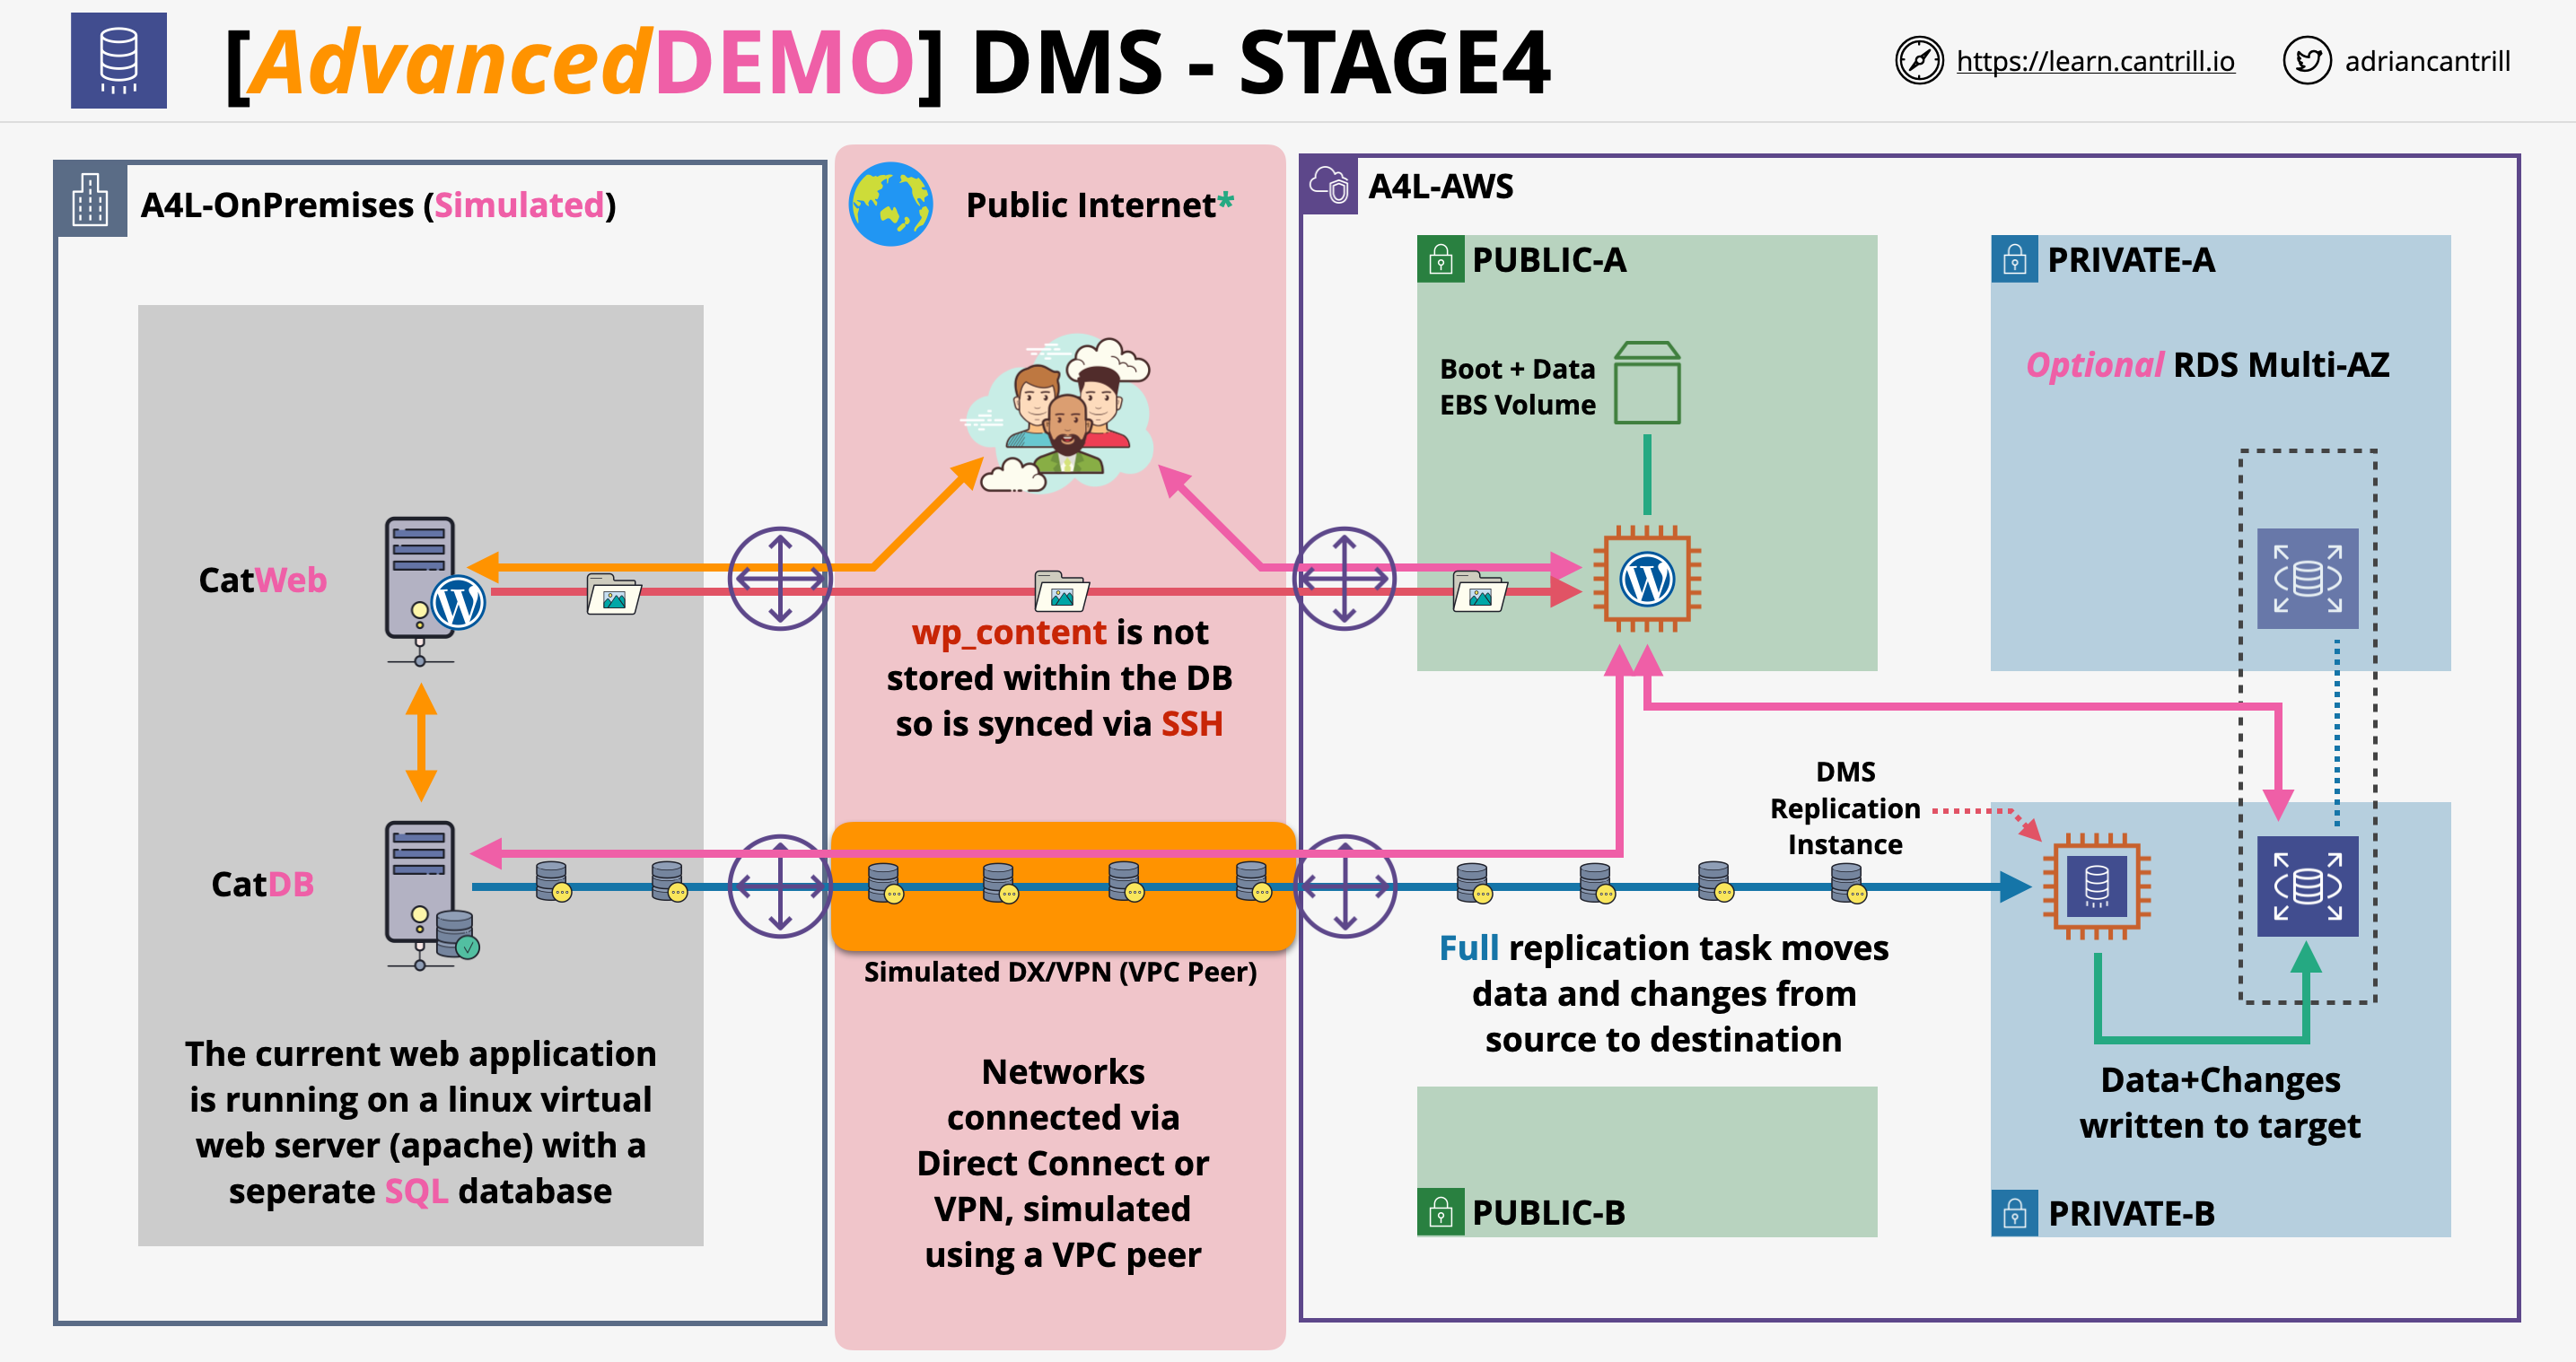 [AdvancedDEMO] DMS - STAGE4
https://learn.cantrill.io
adriancantrill
A4L-OnPremises (Simulated)
CatWeb
CatDB
The current web application
is running on a linux virtual
web server (apache) with a
seperate SQL database
Public Internet*
wp_content is not
stored within the DB
so is synced via SSH
Simulated DX/VPN (VPC Peer)
Networks
connected via
Direct Connect or
VPN, simulated
using a VPC peer
A4L-AWS
PUBLIC-A
Boot + Data
EBS Volume
PRIVATE-A
Optional RDS Multi-AZ
DMS
Replication
Instance
Full replication task moves
data and changes from
source to destination
Data+Changes
written to target
PUBLIC-B
PRIVATE-B